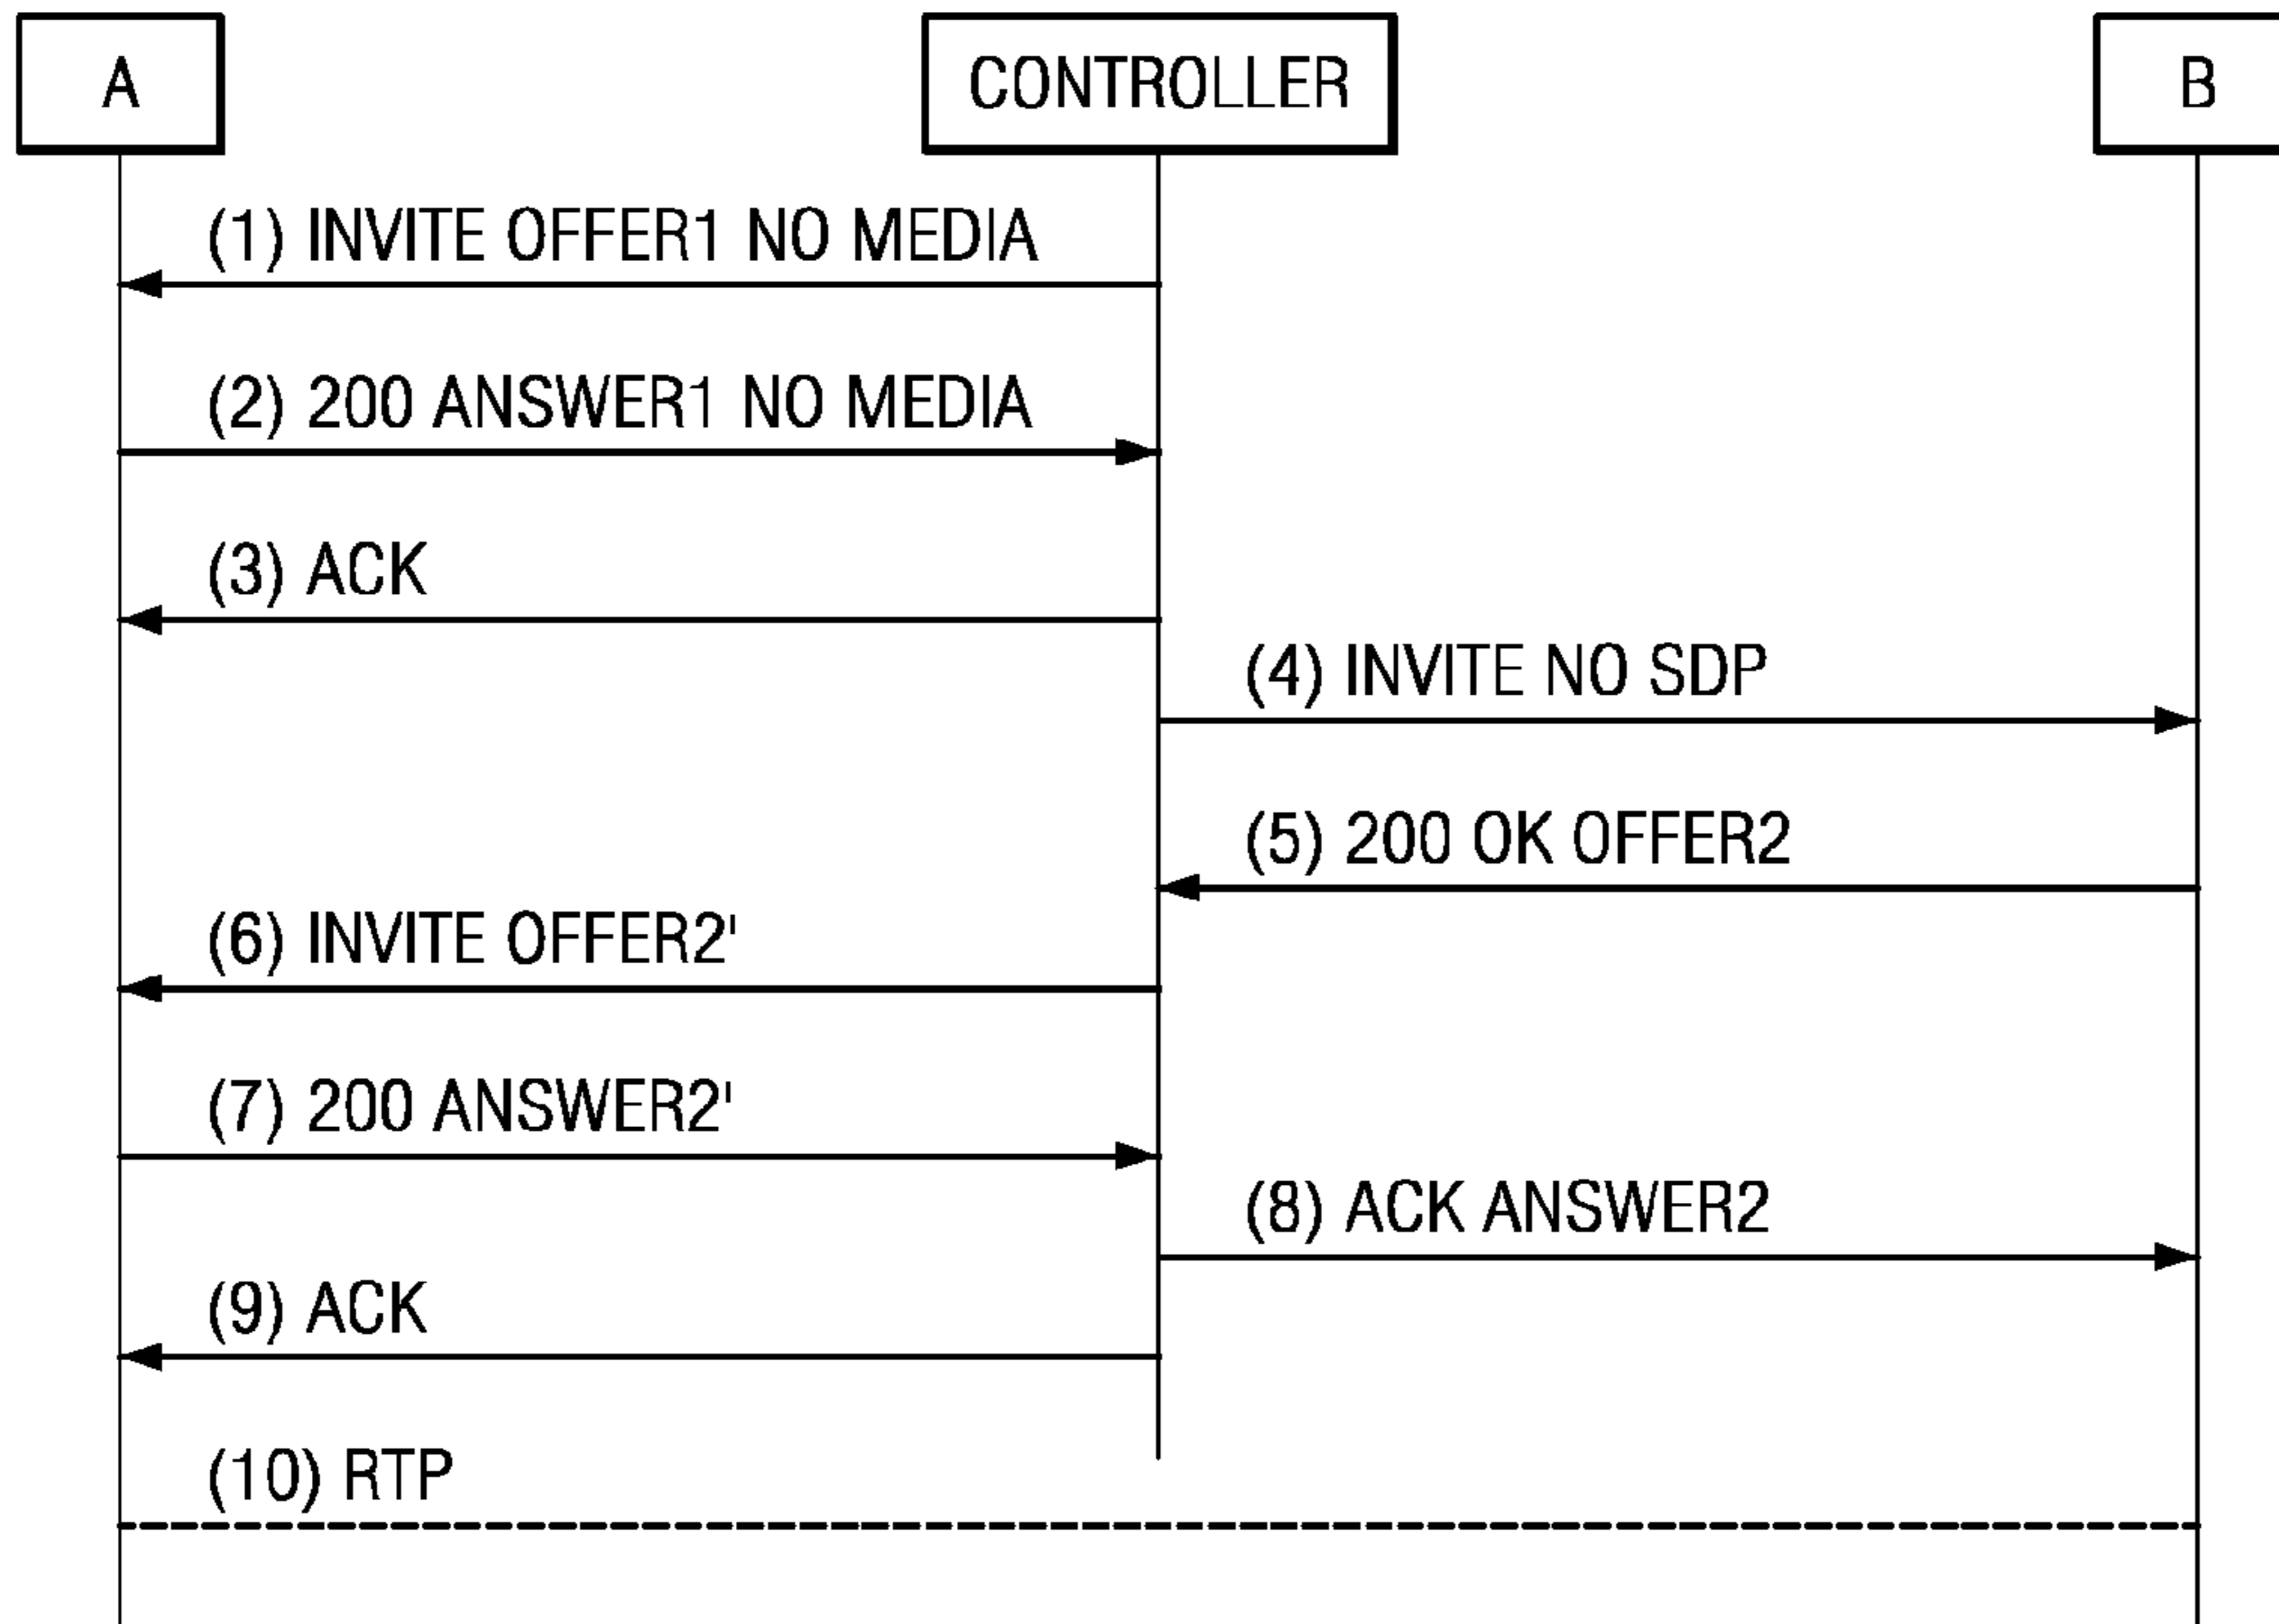 A
CONTROLLER
B
(1) INVITE OFFER1 NO MEDIA
(2) 200 ANSWER1 NO MEDIA
(3) ACK
(4) INVITE NO SDP
(5) 200 OK OFFER2
(6) INVITE OFFER2'
(7) 200 ANSWER2'
(8) ACK ANSWER2
(9) ACK
(10) RTP